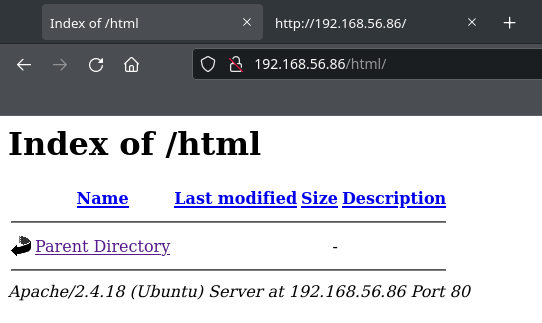 Index of /html
http://192.168.56.86/
192.168.56.86/html/
Index of /html
Name Last modified Size Description
Parent Directory -
Apache/2.4.18 (Ubuntu) Server at 192.168.56.86 Port 80